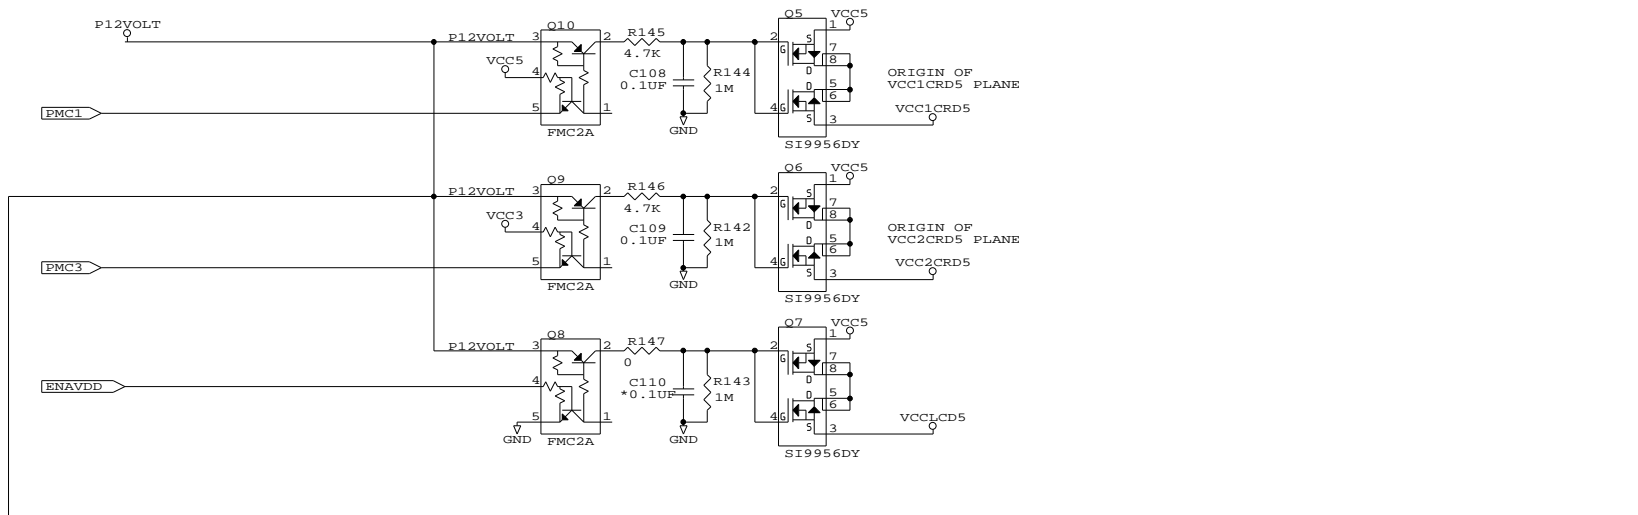 P12VOLT
Q10
P12VOLT 3 2 R145
4.7K
VCC5 4
C108
0.1UF
R144
1M
PMC1
5 1
FMC2A
GND
Q5 VCC5
1
2 G S 7
8
D
D 5
6
4 G S 3
SI9956DY
ORIGIN OF
VCC1CRD5 PLANE
VCC1CRD5
Q9
P12VOLT 3 2 R146
4.7K
VCC3 4
C109
0.1UF
R142
1M
PMC3
5 1
FMC2A
GND
Q6 VCC5
1
2 G S 7
8
D
D 5
6
4 G S 3
SI9956DY
ORIGIN OF
VCC2CRD5 PLANE
VCC2CRD5
Q8
P12VOLT 3 2 R147
0
ENAVDD
4
C110
*0.1UF
R143
1M
5 1
GND
FMC2A
GND
Q7 VCC5
1
2 G S 7
8
D
D 5
6
4 G S 3
SI9956DY
VCCLCD5